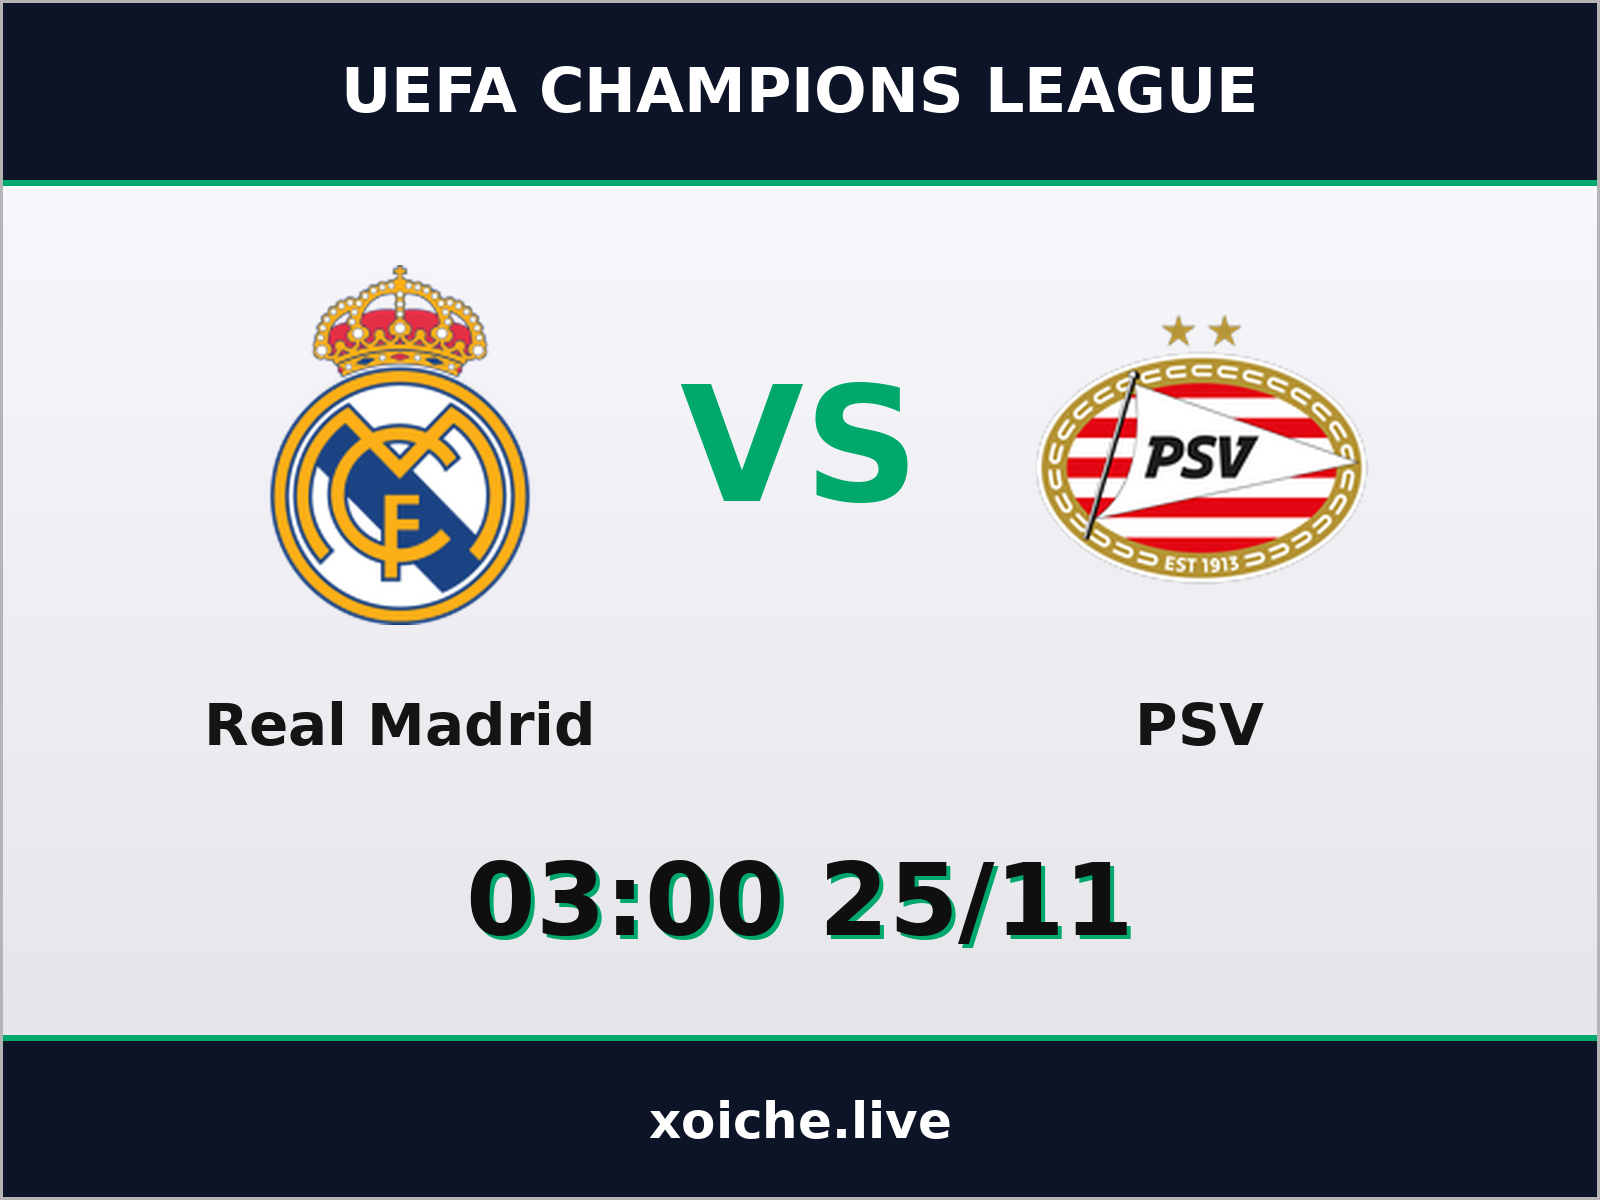 UEFA CHAMPIONS LEAGUE
VS
PSV
EST 1913
Real Madrid
PSV
03:00 25/11
xoiche.live